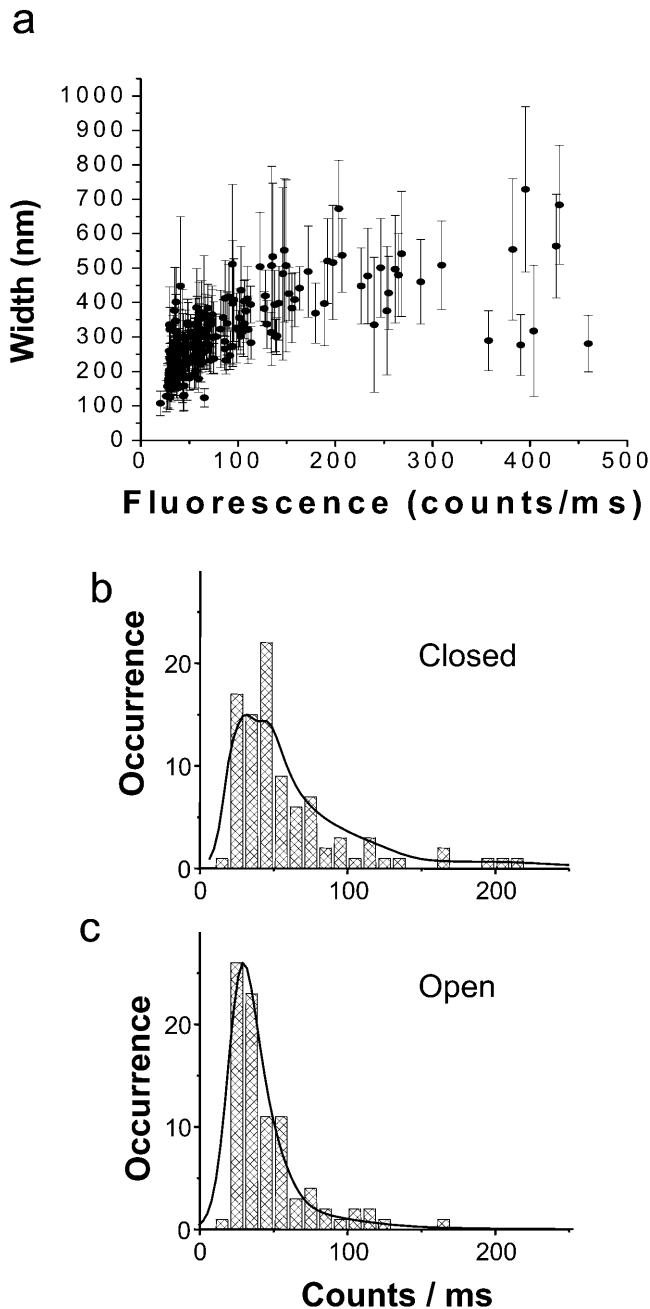 a
1000
900
800
700
600
500
400
300
200
100
0
Width (nm)
0 100 200 300 400 500
Fluorescence (counts/ms)
b
Closed
20
10
0
Occurrence
0 100 200
c
Open
20
10
0
Occurrence
0 100 200
Counts / ms